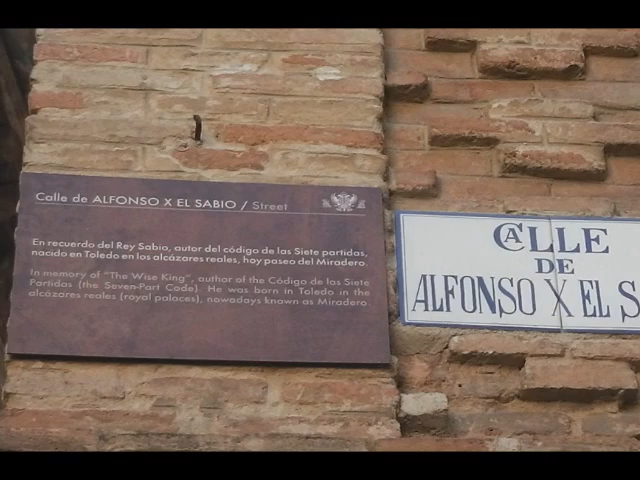 Calle de ALFONSO X EL SABIO / Street
En recuerdo del Rey Sabio, autor del código de las Siete partidas,
nacido en Toledo en los alcázares reales, hoy paseo del Miradero.
In memory of "The Wise King", author of the Código de las Siete
Partidas (the Seven-Part Code). He was born in Toledo in the
alcázares reales (royal palaces), nowadays known as Miradero.
CALLE
DE
ALFONSO X EL S